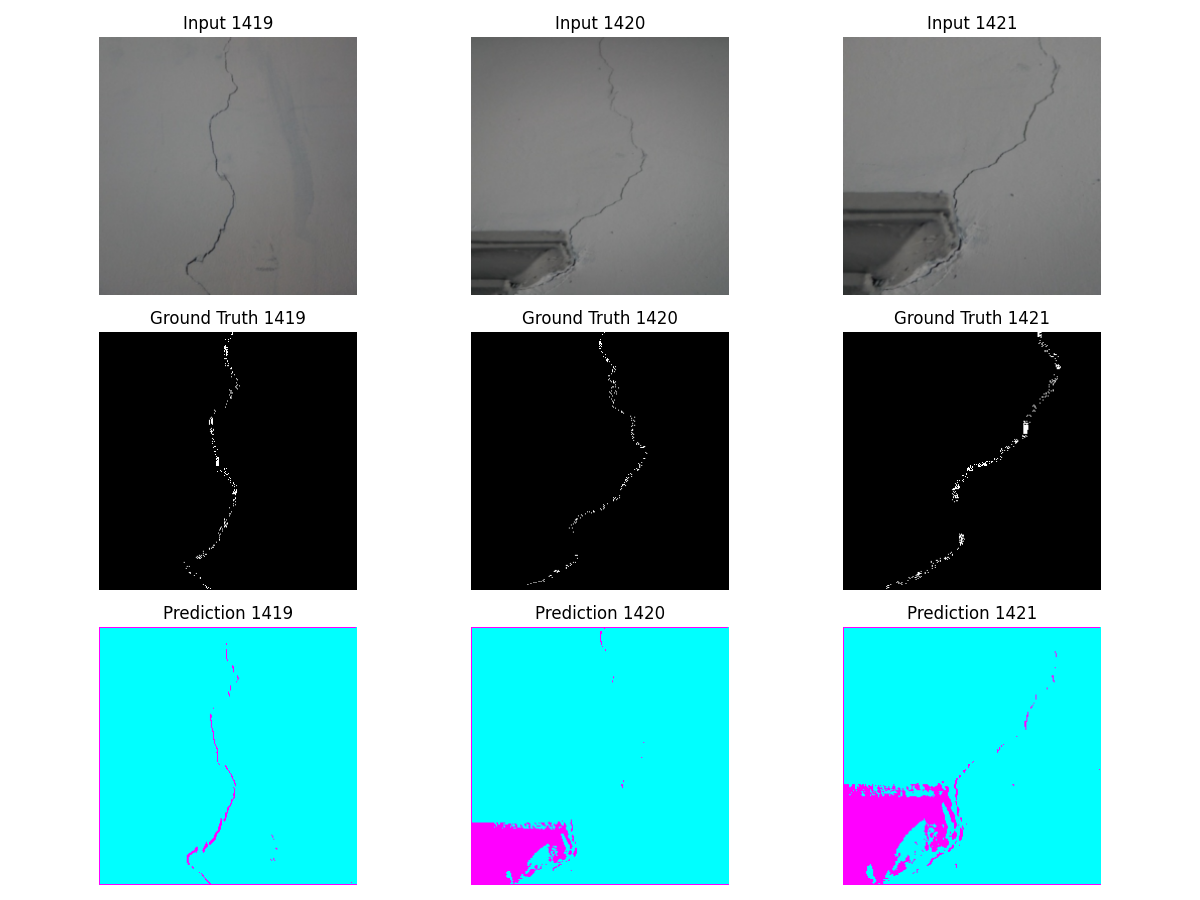 Input 1419
Input 1420
Input 1421
Ground Truth 1419
Ground Truth 1420
Ground Truth 1421
Prediction 1419
Prediction 1420
Prediction 1421